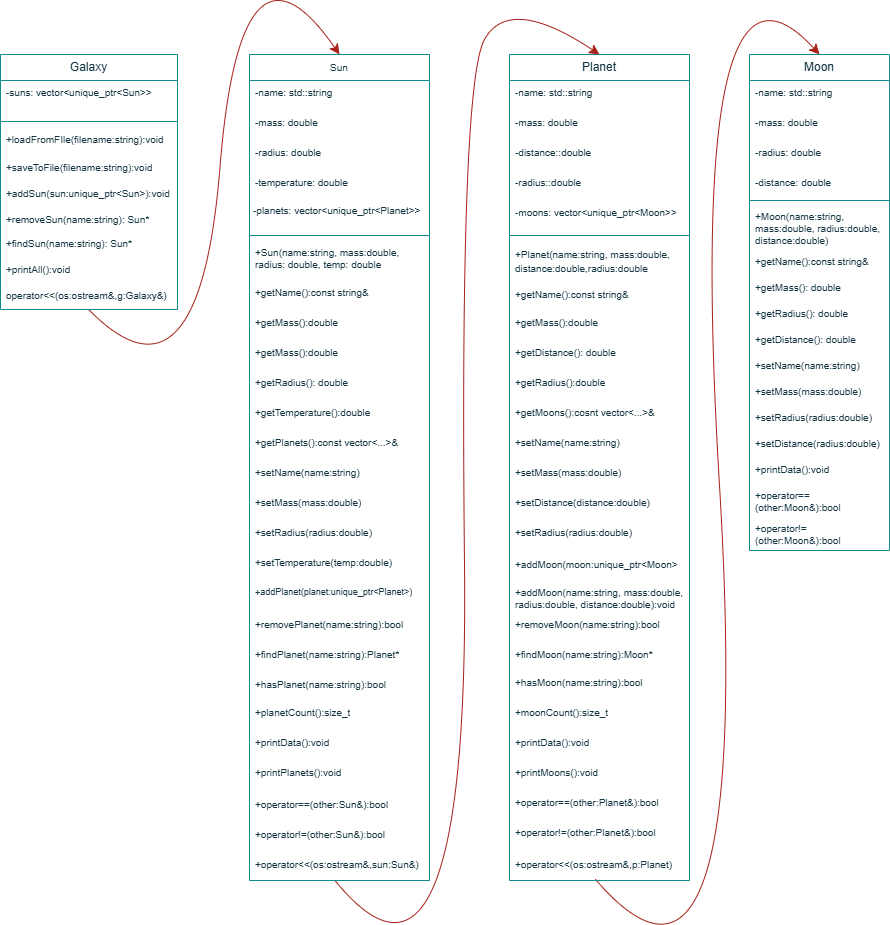 Galaxy
-suns: vector<unique_ptr<Sun>>
+loadFromFIle(filename:string):void
+saveToFile(filename:string):void
+addSun(sun:unique_ptr<Sun>):void
+removeSun(name:string): Sun*
+findSun(name:string): Sun*
+printAll():void
operator<<(os:ostream&,g:Galaxy&)
Sun
-name: std::string
-mass: double
-radius: double
-temperature: double
-planets: vector<unique_ptr<Planet>>
+Sun(name:string, mass:double,
radius: double, temp: double
+getName():const string&
+getMass():double
+getMass():double
+getRadius(): double
+getTemperature():double
+getPlanets():const vector<...>&
+setName(name:string)
+setMass(mass:double)
+setRadius(radius:double)
+setTemperature(temp:double)
+addPlanet(planet:unique_ptr<Planet>)
+removePlanet(name:string):bool
+findPlanet(name:string):Planet*
+hasPlanet(name:string):bool
+planetCount():size_t
+printData():void
+printPlanets():void
+operator==(other:Sun&):bool
+operator!=(other:Sun&):bool
+operator<<(os:ostream&,sun:Sun&)
Planet
-name: std::string
-mass: double
-distance::double
-radius::double
-moons: vector<unique_ptr<Moon>>
+Planet(name:string, mass:double,
distance:double,radius:double
+getName():const string&
+getMass():double
+getDistance(): double
+getRadius():double
+getMoons():cosnt vector<...>&
+setName(name:string)
+setMass(mass:double)
+setDistance(distance:double)
+setRadius(radius:double)
+addMoon(moon:unique_ptr<Moon>
+addMoon(name:string, mass:double,
radius:double, distance:double):void
+removeMoon(name:string):bool
+findMoon(name:string):Moon*
+hasMoon(name:string):bool
+moonCount():size_t
+printData():void
+printMoons():void
+operator==(other:Planet&):bool
+operator!=(other:Planet&):bool
+operator<<(os:ostream&,p:Planet)
Moon
-name: std::string
-mass: double
-radius: double
-distance: double
+Moon(name:string,
mass:double, radius:double,
distance:double)
+getName():const string&
+getMass(): double
+getRadius(): double
+getDistance(): double
+setName(name:string)
+setMass(mass:double)
+setRadius(radius:double)
+setDistance(radius:double)
+printData():void
+operator==
(other:Moon&):bool
+operator!=
(other:Moon&):bool